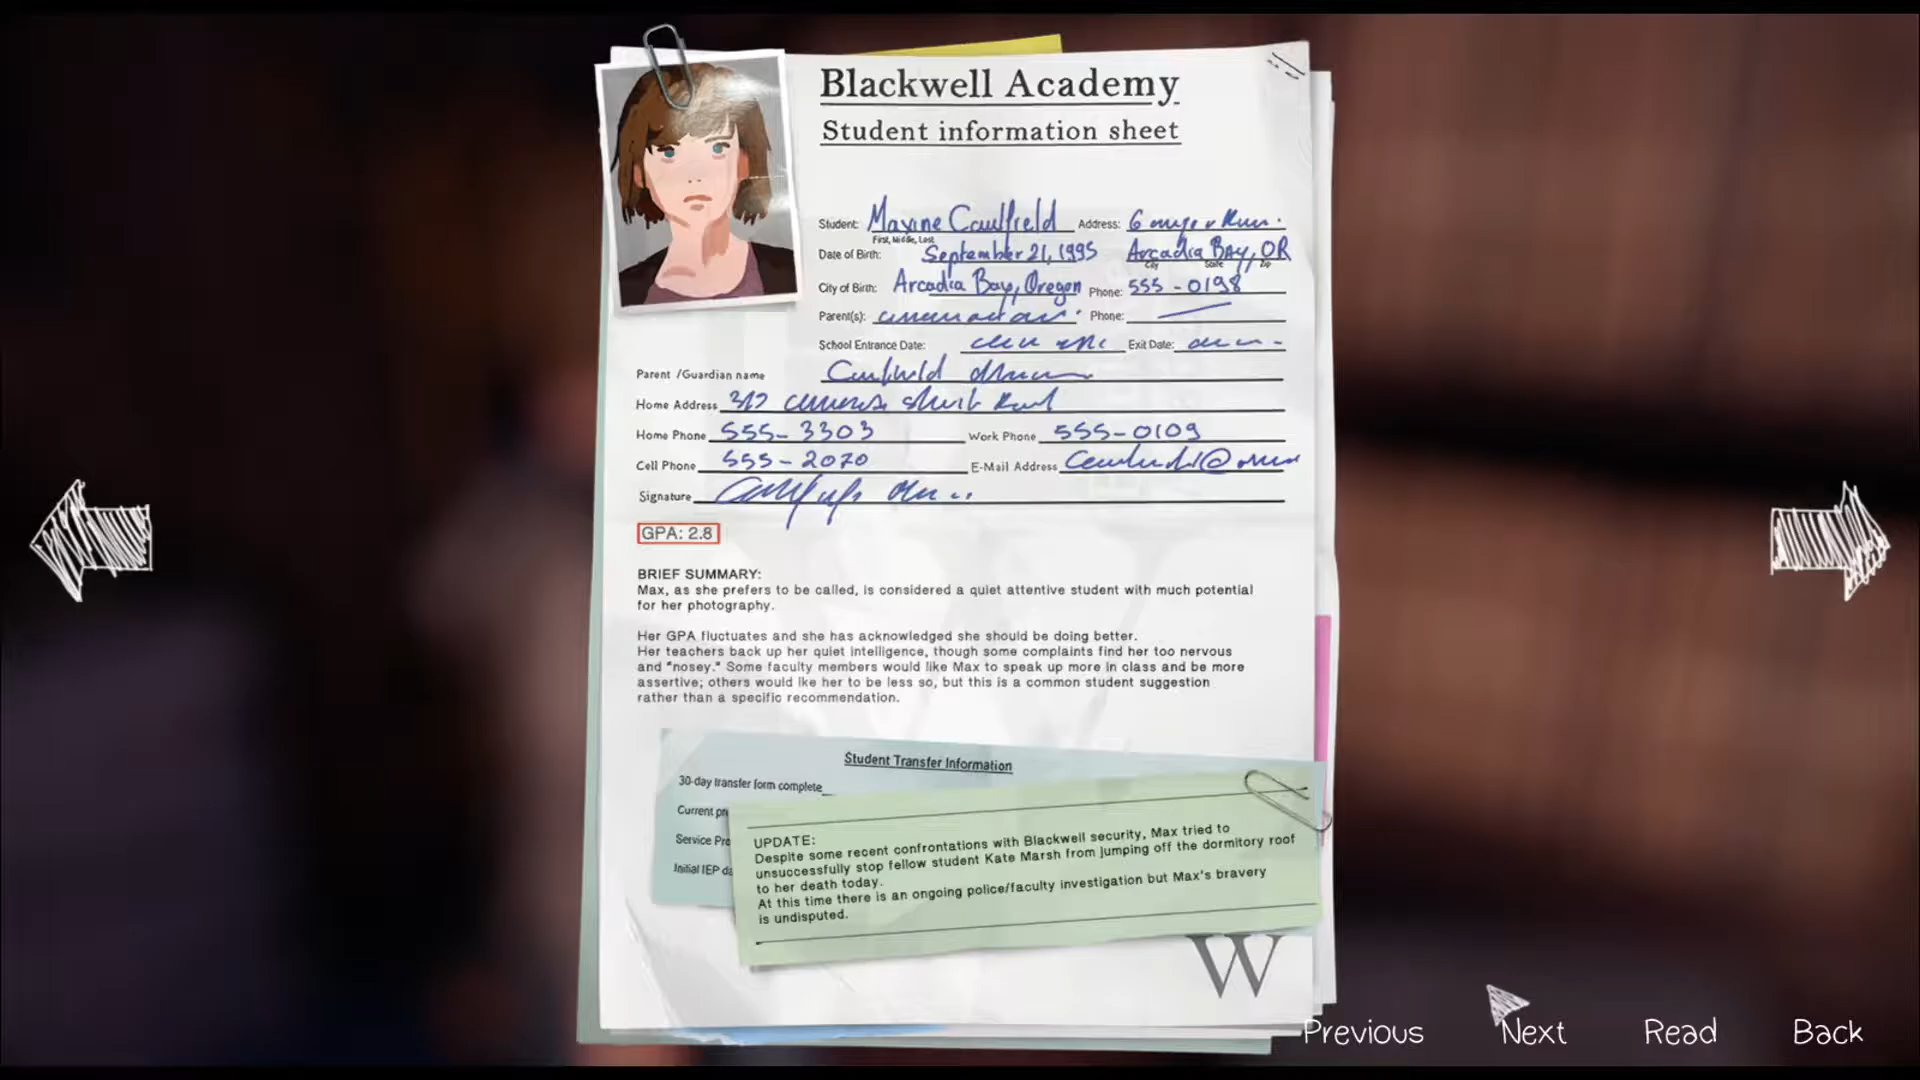 Blackwell Academy
Student information sheet
Student: Maxine Caulfield Address:
First, Middle, Last
Date of Birth: September 21, 1995 Arcadia Bay, OR
City State Zip
City of Birth: Arcadia Bay, Oregon Phone: 555-0198
Parent(s): Phone:
School Entrance Date: Exit Date:
Parent /Guardian name
Home Address
Home Phone 555-3303 Work Phone 555-0109
Cell Phone 555-2070 E-Mail Address
Signature
GPA: 2.8
BRIEF SUMMARY:
Max, as she prefers to be called, is considered a quiet attentive student with much potential
for her photography.
Her GPA fluctuates and she has acknowledged she should be doing better.
Her teachers back up her quiet intelligence, though some complaints find her too nervous
and "nosey." Some faculty members would like Max to speak up more in class and be more
assertive; others would lke her to be less so, but this is a common student suggestion
rather than a specific recommendation.
Student Transfer Information
30-day transfer form complete
Current pr
Service Pro
Initial IEP da
UPDATE:
Despite some recent confrontations with Blackwell security, Max tried to
unsuccessfully stop fellow student Kate Marsh from jumping off the dormitory roof
to her death today.
At this time there is an ongoing police/faculty investigation but Max's bravery
is undisputed.
W
Previous Next Read Back